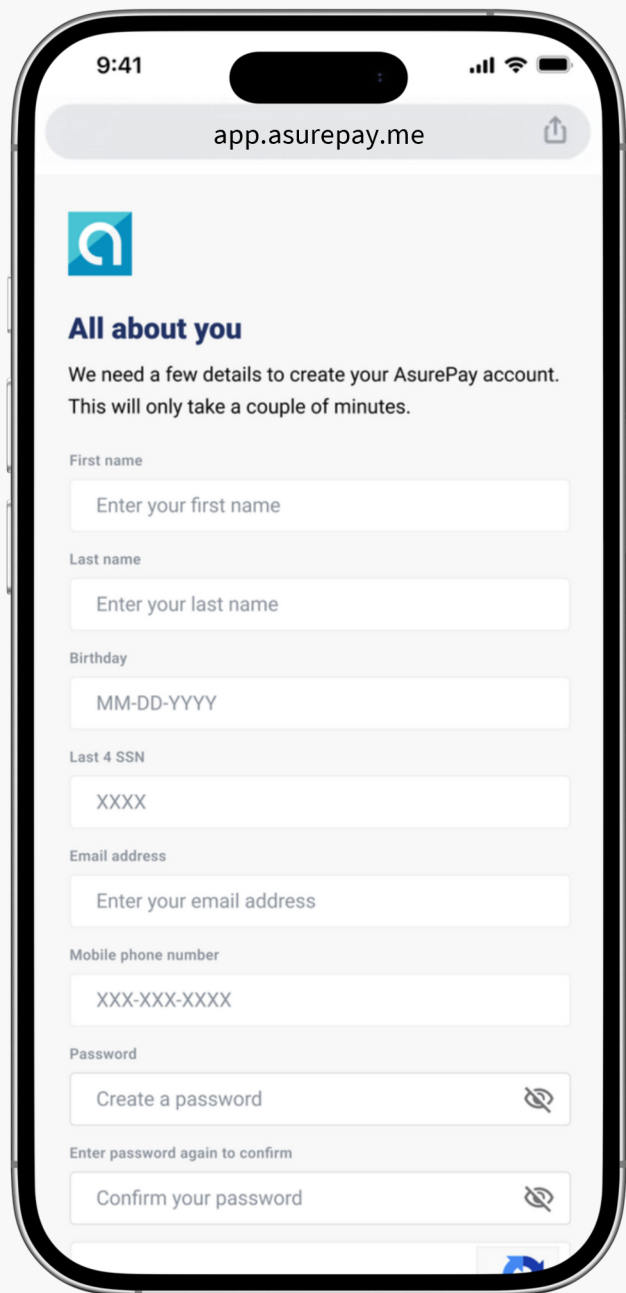 9:41
app.asurepay.me
All about you
We need a few details to create your AsurePay account.
This will only take a couple of minutes.
First name
Enter your first name
Last name
Enter your last name
Birthday
MM-DD-YYYY
Last 4 SSN
XXXX
Email address
Enter your email address
Mobile phone number
XXX-XXX-XXXX
Password
Create a password
Enter password again to confirm
Confirm your password